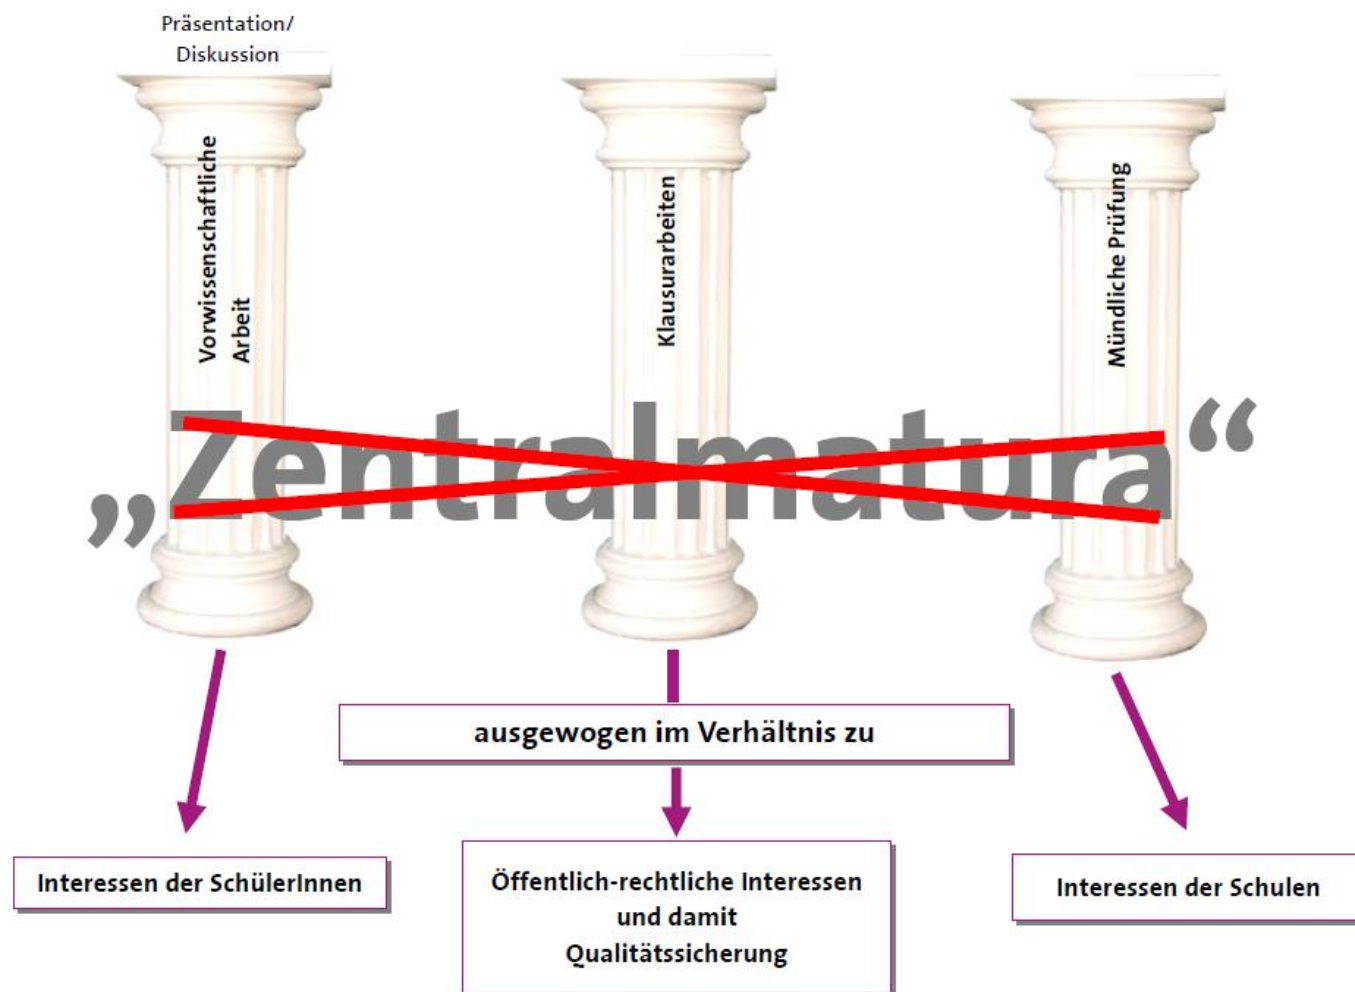 Präsentation/
Diskussion
Vorwissenschaftliche
Arbeit
Klausurarbeiten
Mündliche Prüfung
„Zentralmatura“
ausgewogen im Verhältnis zu
Interessen der SchülerInnen
Öffentlich-rechtliche Interessen
und damit
Qualitätssicherung
Interessen der Schulen